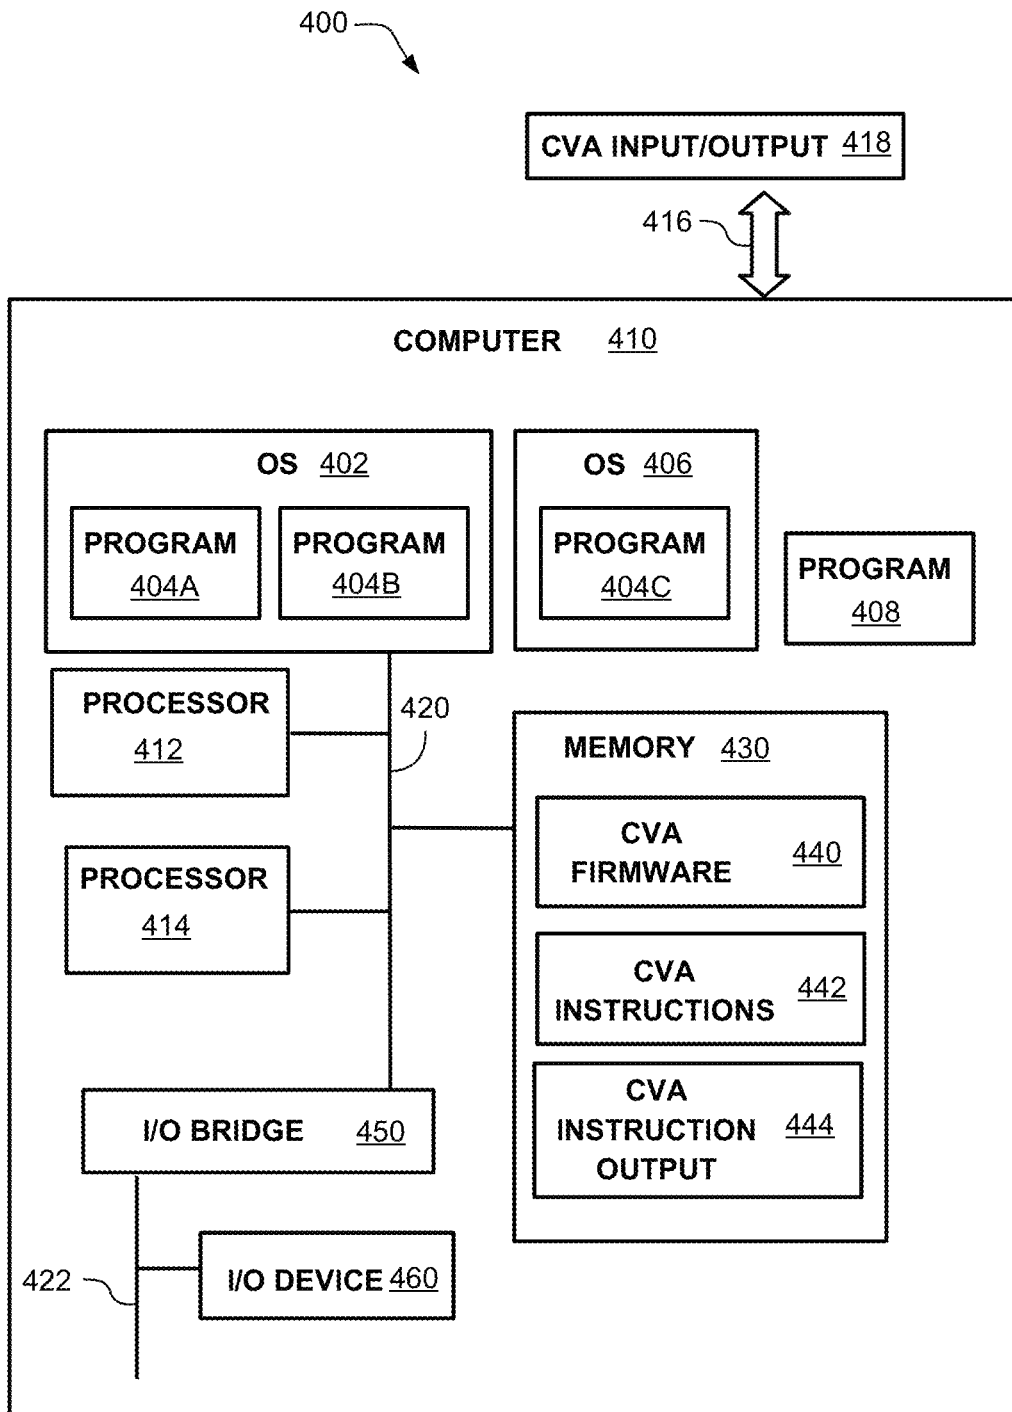 400
CVA INPUT/OUTPUT 418
416
COMPUTER 410
OS 402
PROGRAM
404A
PROGRAM
404B
OS 406
PROGRAM
404C
PROGRAM
408
PROCESSOR
412
420
MEMORY 430
CVA
FIRMWARE
440
PROCESSOR
414
CVA
INSTRUCTIONS
442
CVA
INSTRUCTION
OUTPUT
444
I/O BRIDGE 450
422
I/O DEVICE 460